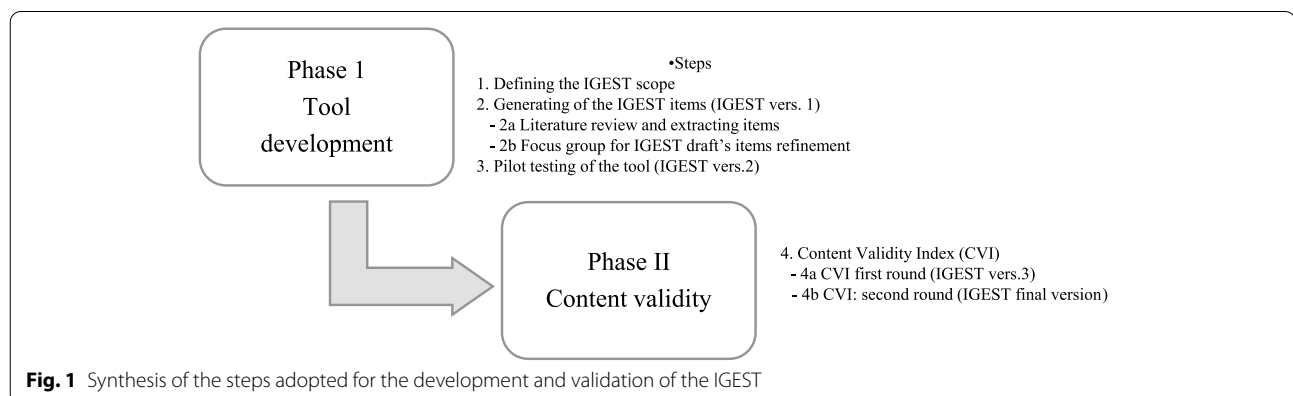 Phase 1
Tool
development
•Steps
1. Defining the IGEST scope
2. Generating of the IGEST items (IGEST vers. 1)
- 2a Literature review and extracting items
- 2b Focus group for IGEST draft's items refinement
3. Pilot testing of the tool (IGEST vers.2)
Phase II
Content validity
4. Content Validity Index (CVI)
- 4a CVI first round (IGEST vers.3)
- 4b CVI: second round (IGEST final version)
Fig. 1 Synthesis of the steps adopted for the development and validation of the IGEST